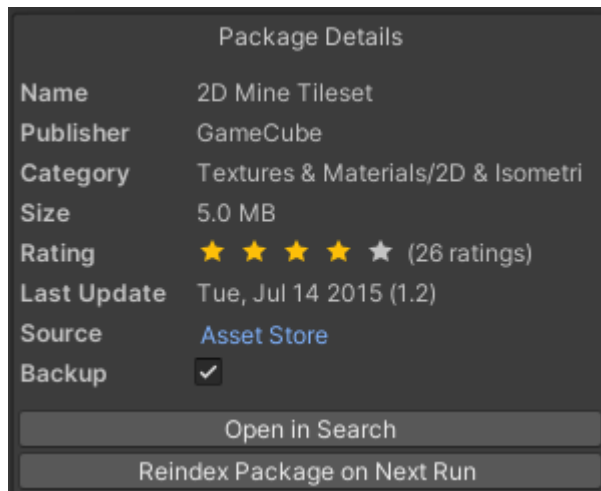 Package Details
Name 2D Mine Tileset
Publisher GameCube
Category Textures & Materials/2D & Isometri
Size 5.0 MB
Rating (26 ratings)
Last Update Tue, Jul 14 2015 (1.2)
Source Asset Store
Backup
Open in Search
Reindex Package on Next Run